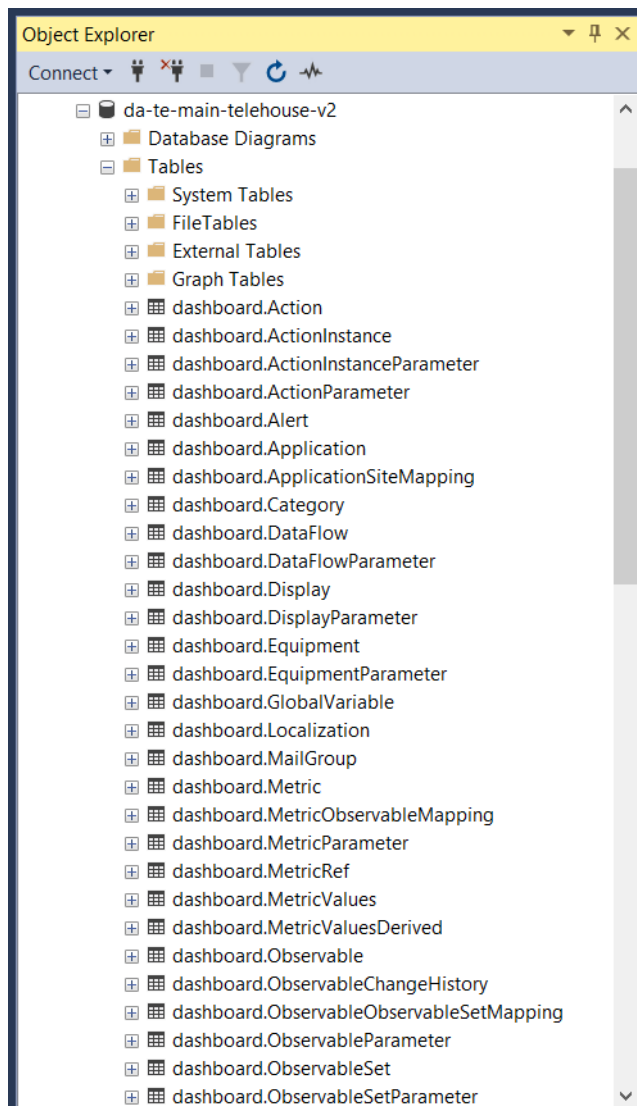 Object Explorer
Connect
da-te-main-telehouse-v2
Database Diagrams
Tables
System Tables
FileTables
External Tables
Graph Tables
dashboard.Action
dashboard.ActionInstance
dashboard.ActionInstanceParameter
dashboard.ActionParameter
dashboard.Alert
dashboard.Application
dashboard.ApplicationSiteMapping
dashboard.Category
dashboard.DataFlow
dashboard.DataFlowParameter
dashboard.Display
dashboard.DisplayParameter
dashboard.Equipment
dashboard.EquipmentParameter
dashboard.GlobalVariable
dashboard.Localization
dashboard.MailGroup
dashboard.Metric
dashboard.MetricObservableMapping
dashboard.MetricParameter
dashboard.MetricRef
dashboard.MetricValues
dashboard.MetricValuesDerived
dashboard.Observable
dashboard.ObservableChangeHistory
dashboard.ObservableObservableSetMapping
dashboard.ObservableParameter
dashboard.ObservableSet
dashboard.ObservableSetParameter